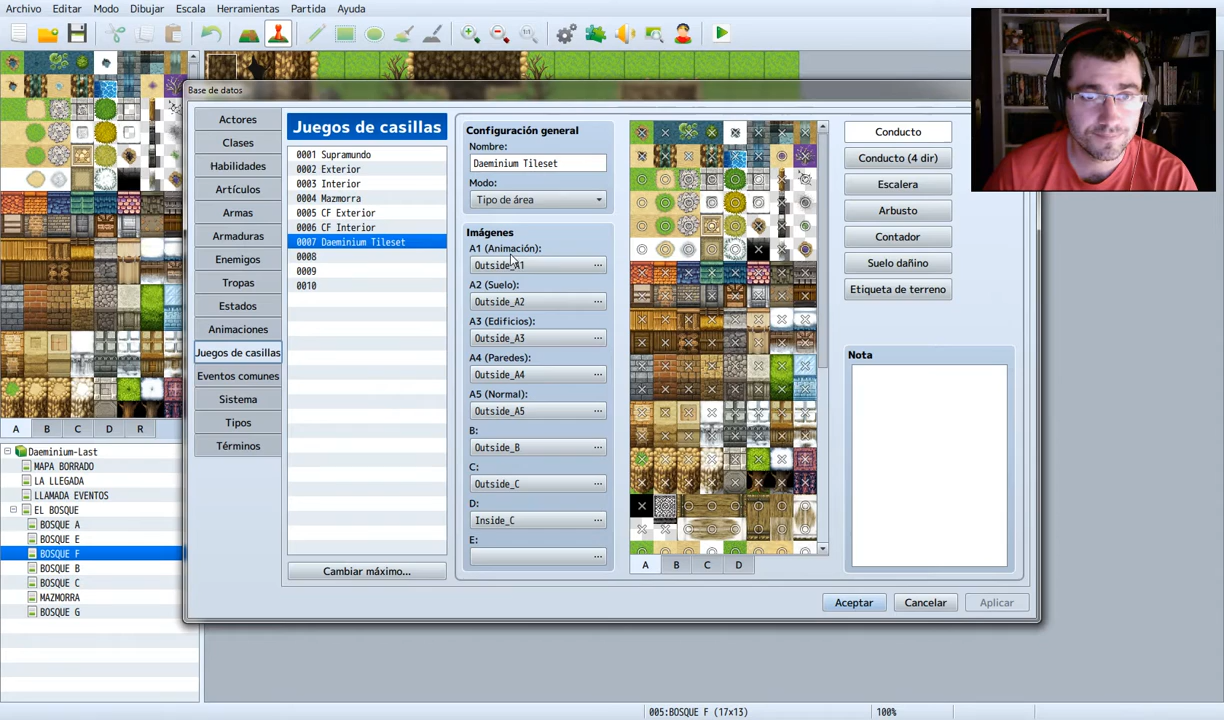 Archivo Editar Modo Dibujar Escala Herramientas Partida Ayuda
Base de datos
Actores
Clases
Habilidades
Artículos
Armas
Armaduras
Enemigos
Tropas
Estados
Animaciones
Juegos de casillas
Eventos comunes
Sistema
Tipos
Términos
Juegos de casillas
0001 Supramundo
0002 Exterior
0003 Interior
0004 Mazmorra
0005 CF Exterior
0006 CF Interior
0007 Daeminium Tileset
0008
0009
0010
Cambiar máximo...
Configuración general
Nombre:
Daeminium Tileset
Modo:
Tipo de área
Imágenes
A1 (Animación):
Outside_A1 ...
A2 (Suelo):
Outside_A2 ...
A3 (Edificios):
Outside_A3 ...
A4 (Paredes):
Outside_A4 ...
A5 (Normal):
Outside_A5 ...
B:
Outside_B ...
C:
Outside_C ...
D:
Inside_C ...
E:
...
A B C D
Conducto
Conducto (4 dir)
Escalera
Arbusto
Contador
Suelo dañino
Etiqueta de terreno
Nota
Aceptar Cancelar Aplicar
A B C D R
Daeminium-Last
MAPA BORRADO
LA LLEGADA
LLAMADA EVENTOS
EL BOSQUE
BOSQUE A
BOSQUE E
BOSQUE F
BOSQUE B
BOSQUE C
MAZMORRA
BOSQUE G
005:BOSQUE F (17x13) 100%